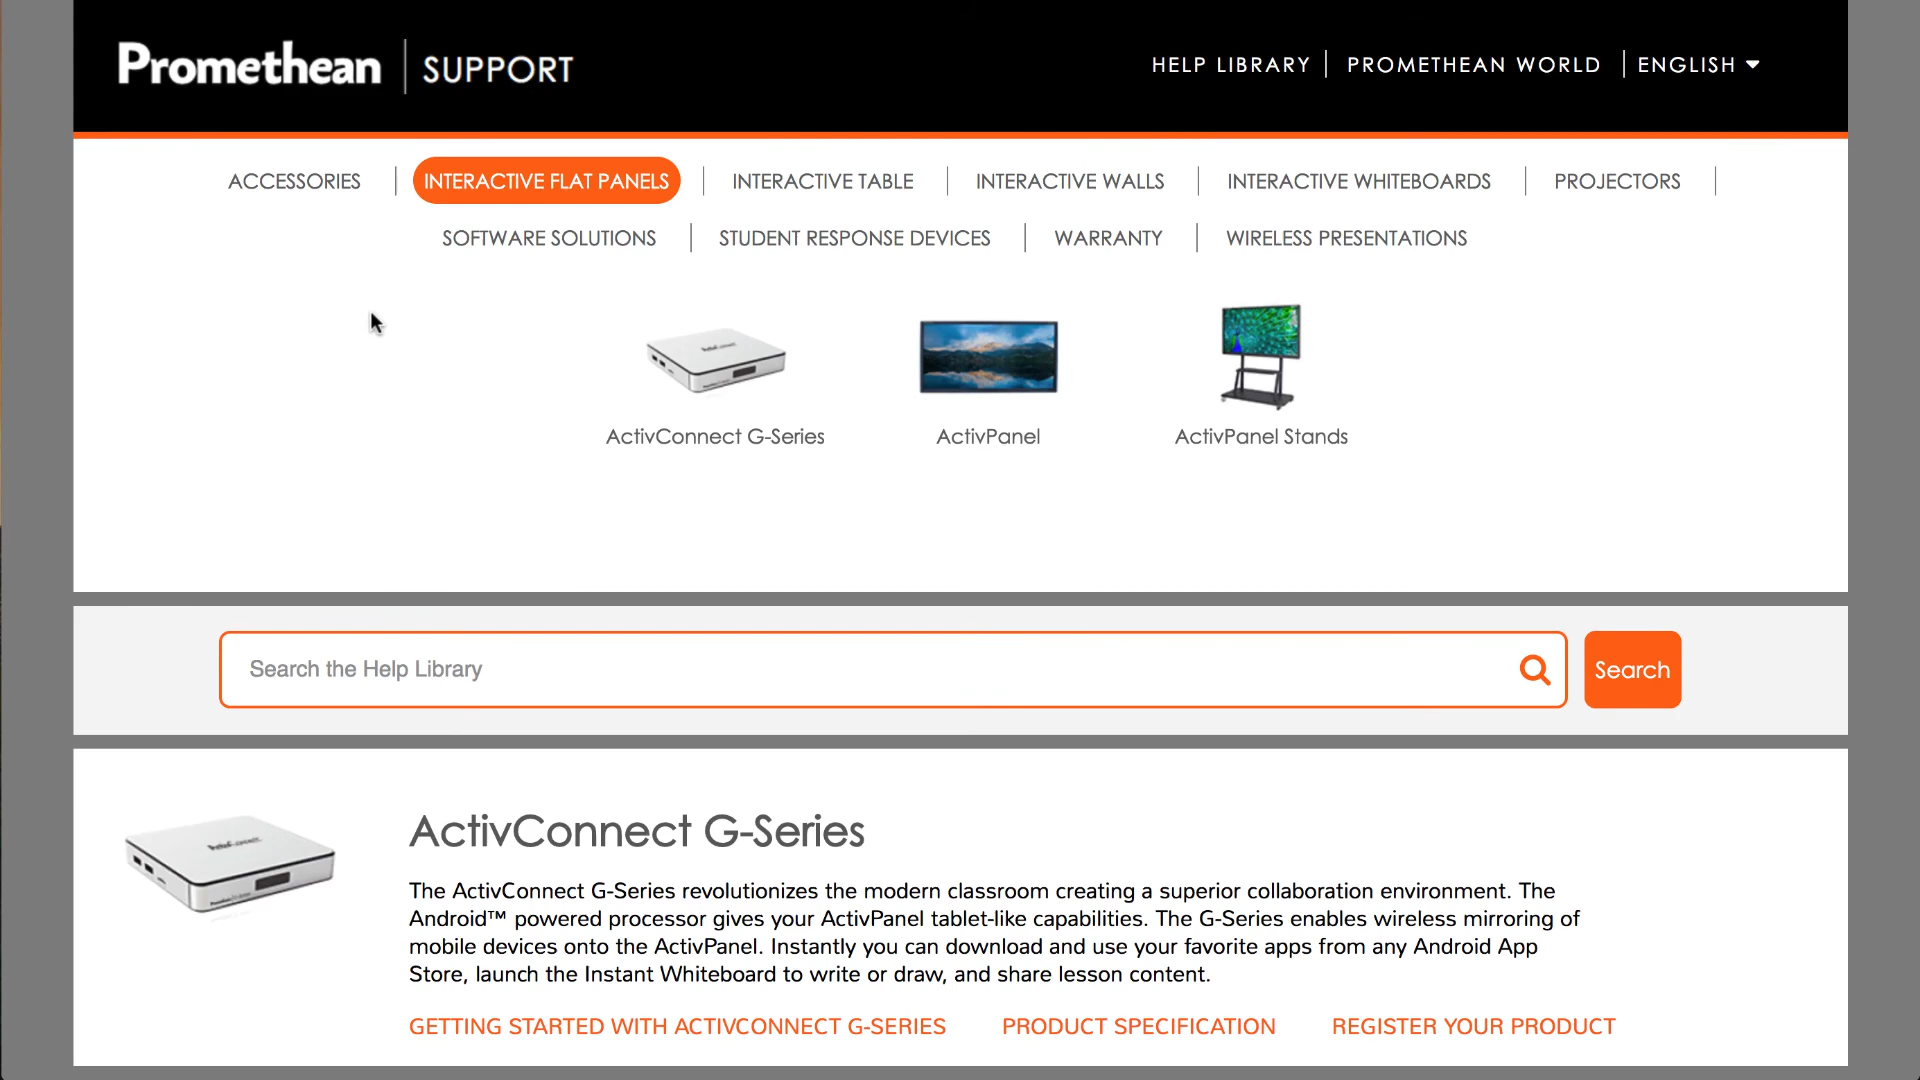 Promethean SUPPORT
HELP LIBRARY PROMETHEAN WORLD ENGLISH
ACCESSORIES INTERACTIVE FLAT PANELS INTERACTIVE TABLE INTERACTIVE WALLS INTERACTIVE WHITEBOARDS PROJECTORS
SOFTWARE SOLUTIONS STUDENT RESPONSE DEVICES WARRANTY WIRELESS PRESENTATIONS
ActivConnect G-Series ActivPanel ActivPanel Stands
Search the Help Library Search
ActivConnect G-Series
The ActivConnect G-Series revolutionizes the modern classroom creating a superior collaboration environment. The
Android™ powered processor gives your ActivPanel tablet-like capabilities. The G-Series enables wireless mirroring of
mobile devices onto the ActivPanel. Instantly you can download and use your favorite apps from any Android App
Store, launch the Instant Whiteboard to write or draw, and share lesson content.
GETTING STARTED WITH ACTIVCONNECT G-SERIES PRODUCT SPECIFICATION REGISTER YOUR PRODUCT